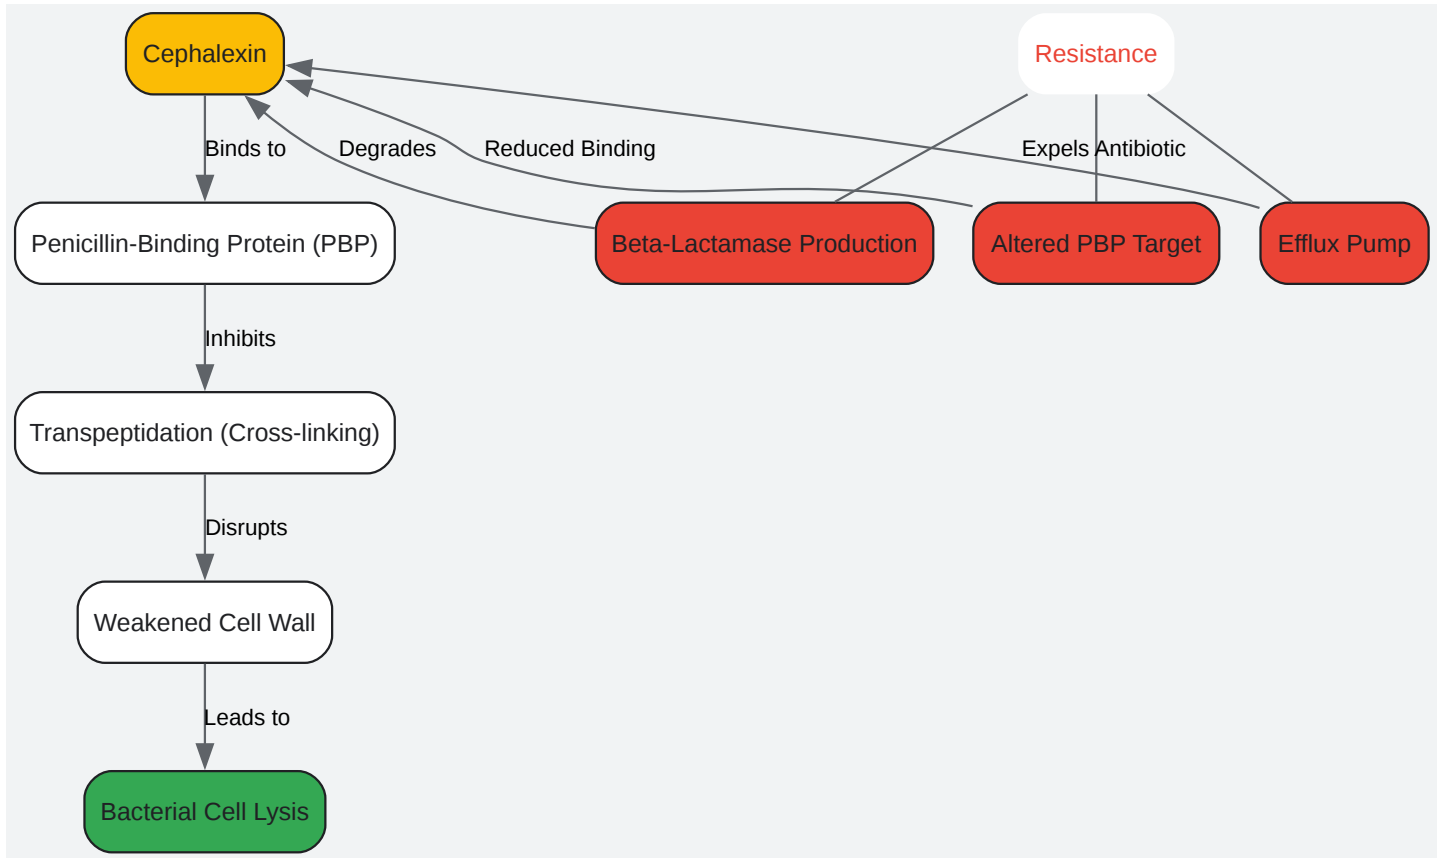 Cephalexin
Resistance
Binds to
Degrades
Reduced Binding
Expels Antibiotic
Penicillin-Binding Protein (PBP)
Beta-Lactamase Production
Altered PBP Target
Efflux Pump
Inhibits
Transpeptidation (Cross-linking)
Disrupts
Weakened Cell Wall
Leads to
Bacterial Cell Lysis